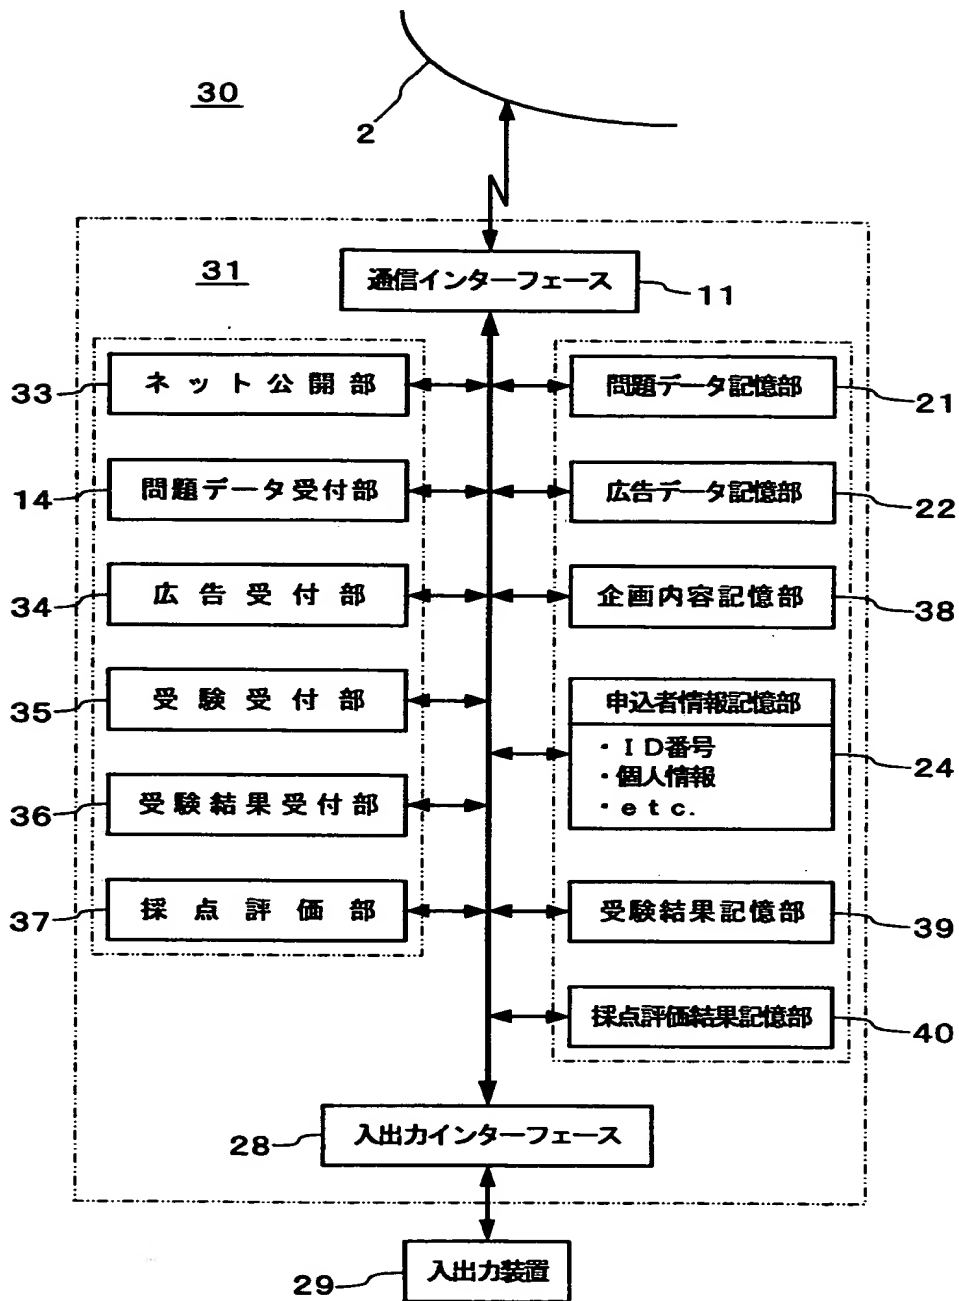 30
2
31
通信インターフェース
11
33
ネット公開部
問題データ記憶部
21
14
問題データ受付部
広告データ記憶部
22
34
広告受付部
企画内容記憶部
38
35
受験受付部
申込者情報記憶部
・ID番号
・個人情報
・etc.
24
36
受験結果受付部
37
採点評価部
受験結果記憶部
39
採点評価結果記憶部
40
28
入出力インターフェース
29
入出力装置